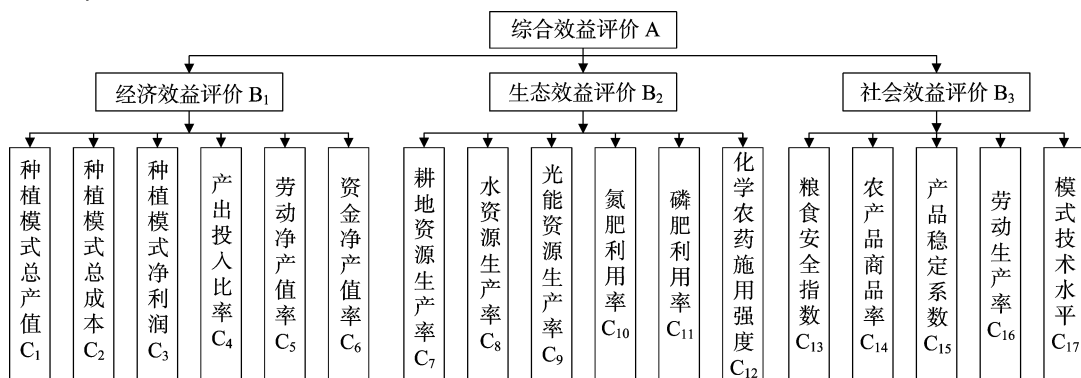 综合效益评价 A
经济效益评价 B₁
生态效益评价 B₂
社会效益评价 B₃
种植模式总产值 C₁
种植模式总成本 C₂
种植模式净利润 C₃
产出投入比率 C₄
劳动净产值率 C₅
资金净产值率 C₆
耕地资源生产率 C₇
水资源生产率 C₈
光能资源生产率 C₉
氮肥利用率 C₁₀
磷肥利用率 C₁₁
化学农药施用强度 C₁₂
粮食安全指数 C₁₃
农产品商品率 C₁₄
产品稳定系数 C₁₅
劳动生产率 C₁₆
模式技术水平 C₁₇